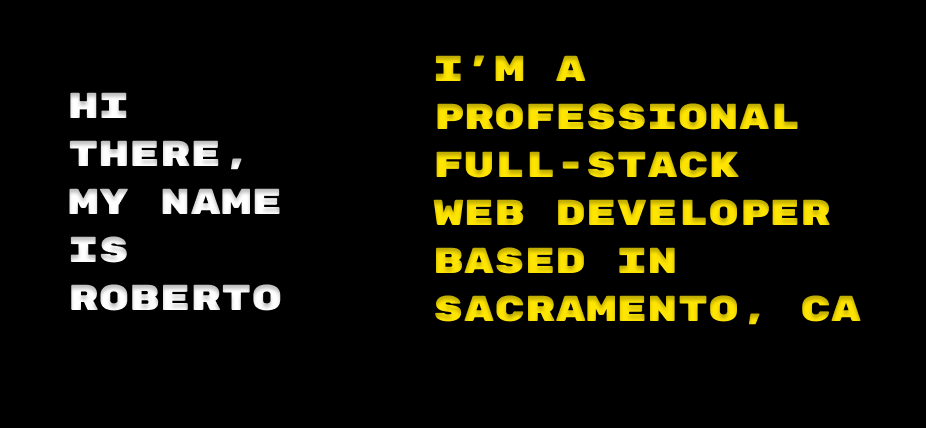 HI
THERE,
MY NAME
IS
ROBERTO
I’M A
PROFESSIONAL
FULL-STACK
WEB DEVELOPER
BASED IN
SACRAMENTO, CA